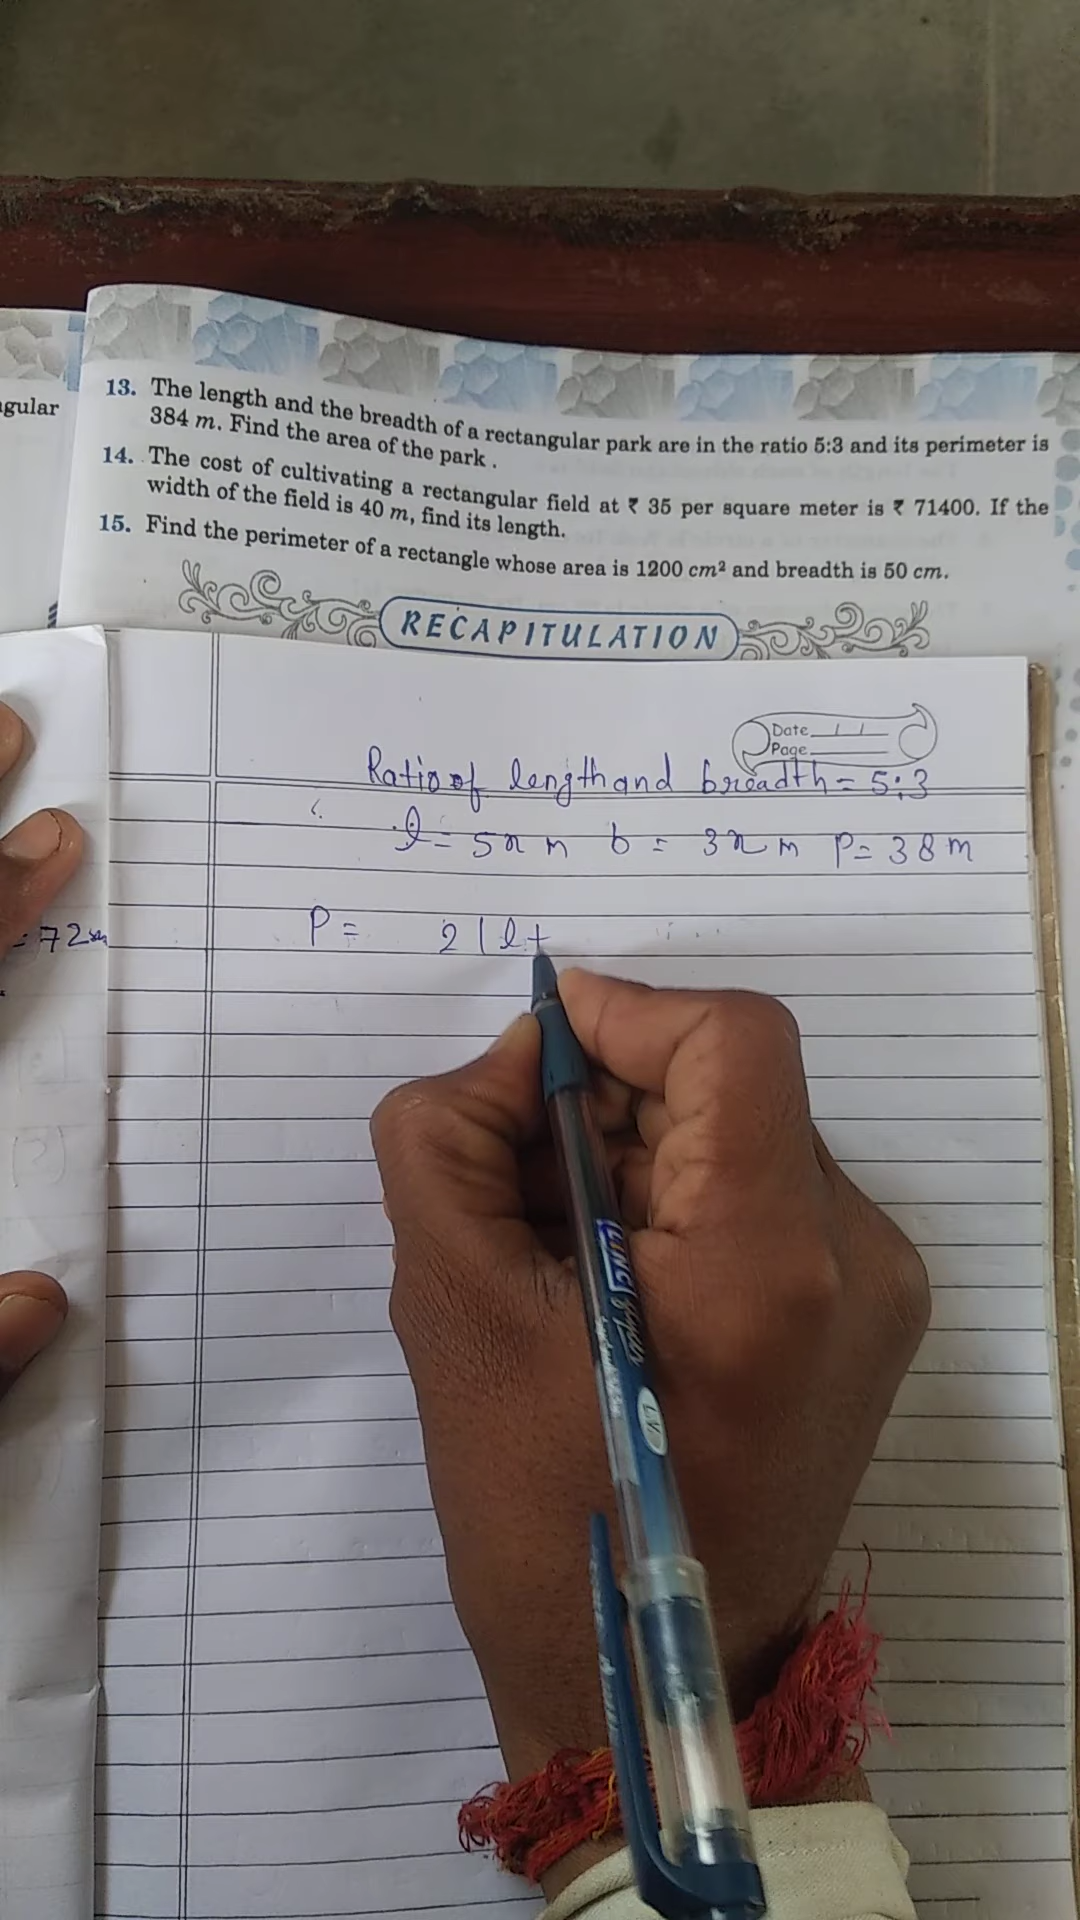 ngular
13. The length and the breadth of a rectangular park are in the ratio 5:3 and its perimeter is
384 m. Find the area of the park.
14. The cost of cultivating a rectangular field at ₹ 35 per square meter is ₹ 71400. If the
width of the field is 40 m, find its length.
15. Find the perimeter of a rectangle whose area is 1200 cm² and breadth is 50 cm.
RECAPITULATION
Date
Page
Ratio of length and breadth = 5:3
l = 5x m b = 3x m P = 38 m
= 72
P = 2 ( l +